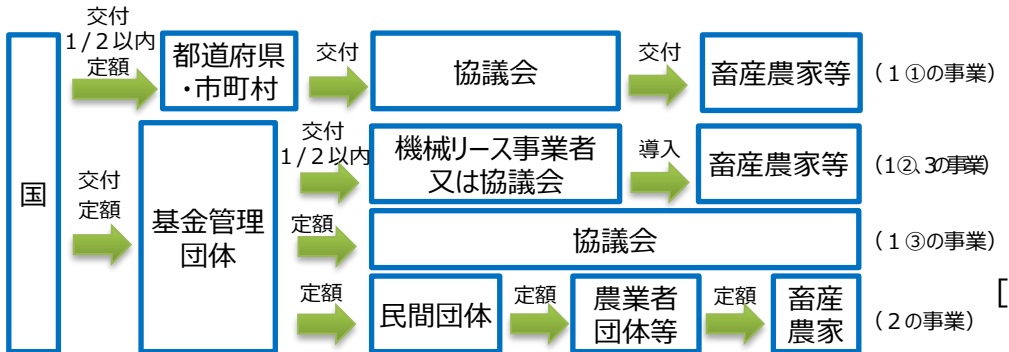 国
交付
1/2以内
定額
都道府県
・市町村
交付
協議会
交付
畜産農家等
(1①の事業)
交付
定額
基金管理
団体
交付
1/2以内
機械リース事業者
又は協議会
導入
畜産農家等
(1②、3の事業)
定額
協議会
(1③の事業)
定額
民間団体
定額
農業者
団体等
定額
畜産
農家
(2の事業)
[